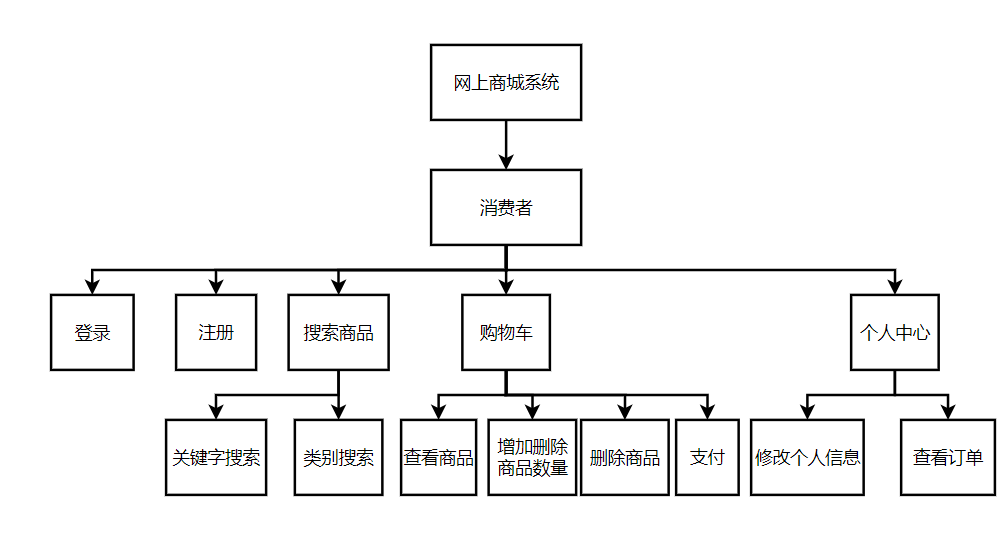 网上商城系统
消费者
登录
注册
搜索商品
购物车
个人中心
关键字搜索
类别搜索
查看商品
增加删除
商品数量
删除商品
支付
修改个人信息
查看订单